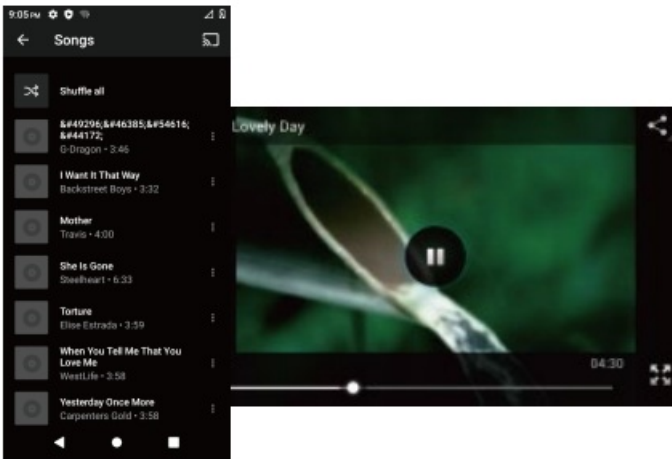 9:05 PM
Songs
Shuffle all
&#49296;&#46385;&#54616;
&#44172;
G-Dragon • 3:46
I Want It That Way
Backstreet Boys • 3:32
Mother
Travis • 4:00
She Is Gone
Steelheart • 6:33
Torture
Elise Estrada • 3:59
When You Tell Me That You
Love Me
WestLife • 3:58
Yesterday Once More
Carpenters Gold • 3:58
Lovely Day
04:30